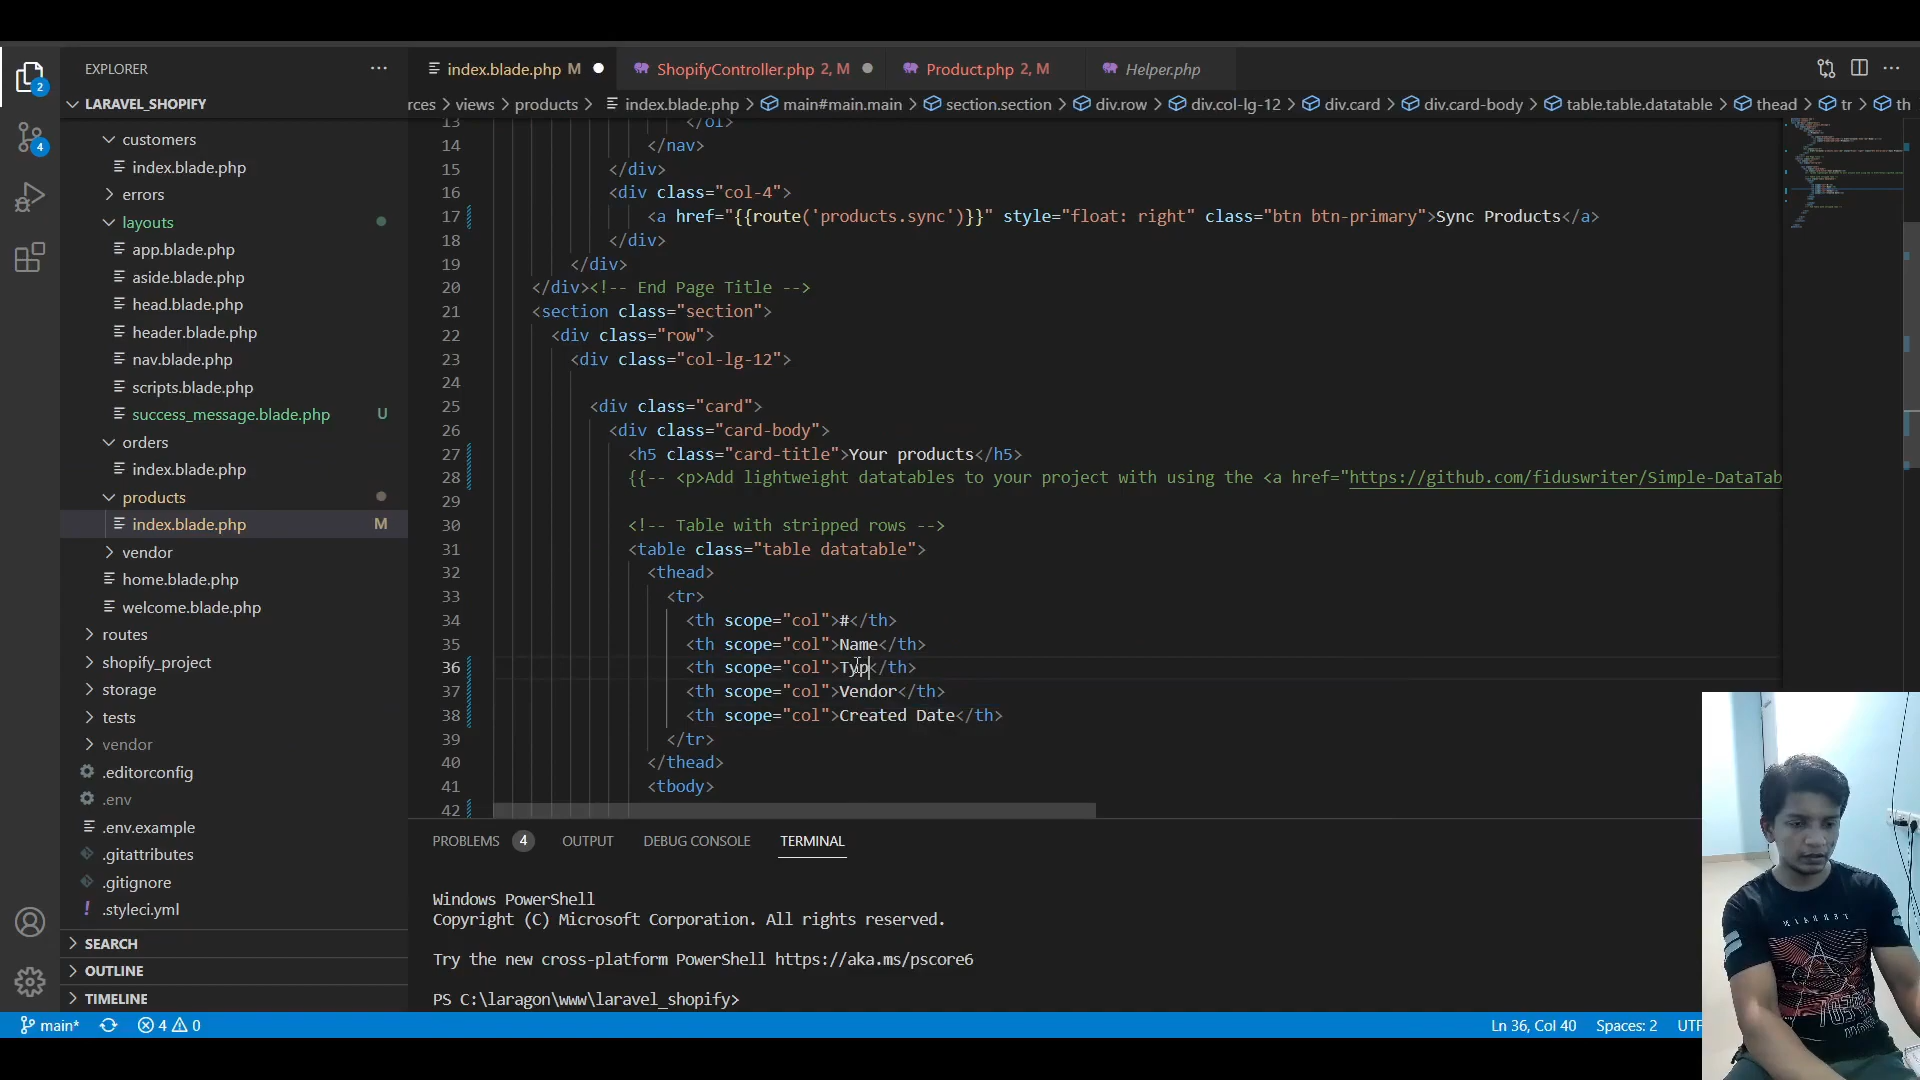 EXPLORER
LARAVEL_SHOPIFY
customers
index.blade.php
errors
layouts
app.blade.php
aside.blade.php
head.blade.php
header.blade.php
nav.blade.php
scripts.blade.php
success_message.blade.php U
orders
index.blade.php
products
index.blade.php M
vendor
home.blade.php
welcome.blade.php
routes
shopify_project
storage
tests
vendor
.editorconfig
.env
.env.example
.gitattributes
.gitignore
! .styleci.yml
SEARCH
OUTLINE
TIMELINE
2
4
index.blade.php M
ShopifyController.php 2, M
Product.php 2, M
Helper.php
rces > views > products > index.blade.php > main#main.main > section.section > div.row > div.col-lg-12 > div.card > div.card-body > table.table.datatable > thead > tr > th
13 </ol>
14 </nav>
15 </div>
16 <div class="col-4">
17 <a href="{{route('products.sync')}}" style="float: right" class="btn btn-primary">Sync Products</a>
18 </div>
19 </div>
20 </div><!-- End Page Title -->
21 <section class="section">
22 <div class="row">
23 <div class="col-lg-12">
24
25 <div class="card">
26 <div class="card-body">
27 <h5 class="card-title">Your products</h5>
28 {{-- <p>Add lightweight datatables to your project with using the <a href="https://github.com/fiduswriter/Simple-DataTab
29
30 <!-- Table with stripped rows -->
31 <table class="table datatable">
32 <thead>
33 <tr>
34 <th scope="col">#</th>
35 <th scope="col">Name</th>
36 <th scope="col">Typ</th>
37 <th scope="col">Vendor</th>
38 <th scope="col">Created Date</th>
39 </tr>
40 </thead>
41 <tbody>
42
PROBLEMS 4 OUTPUT DEBUG CONSOLE TERMINAL
Windows PowerShell
Copyright (C) Microsoft Corporation. All rights reserved.
Try the new cross-platform PowerShell https://aka.ms/pscore6
PS C:\laragon\www\laravel_shopify>
main* 4 0 Ln 36, Col 40 Spaces: 2 UTF